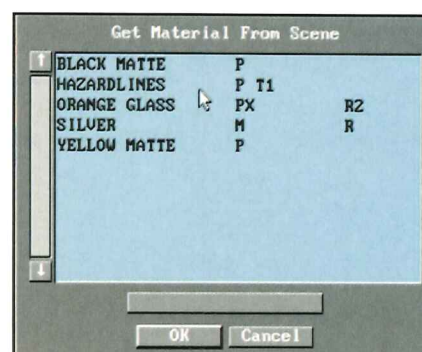 Get Material From Scene
BLACK MATTE P
HAZARDLINES P T1
ORANGE GLASS PX R2
SILVER M R
YELLOW MATTE P
OK Cancel